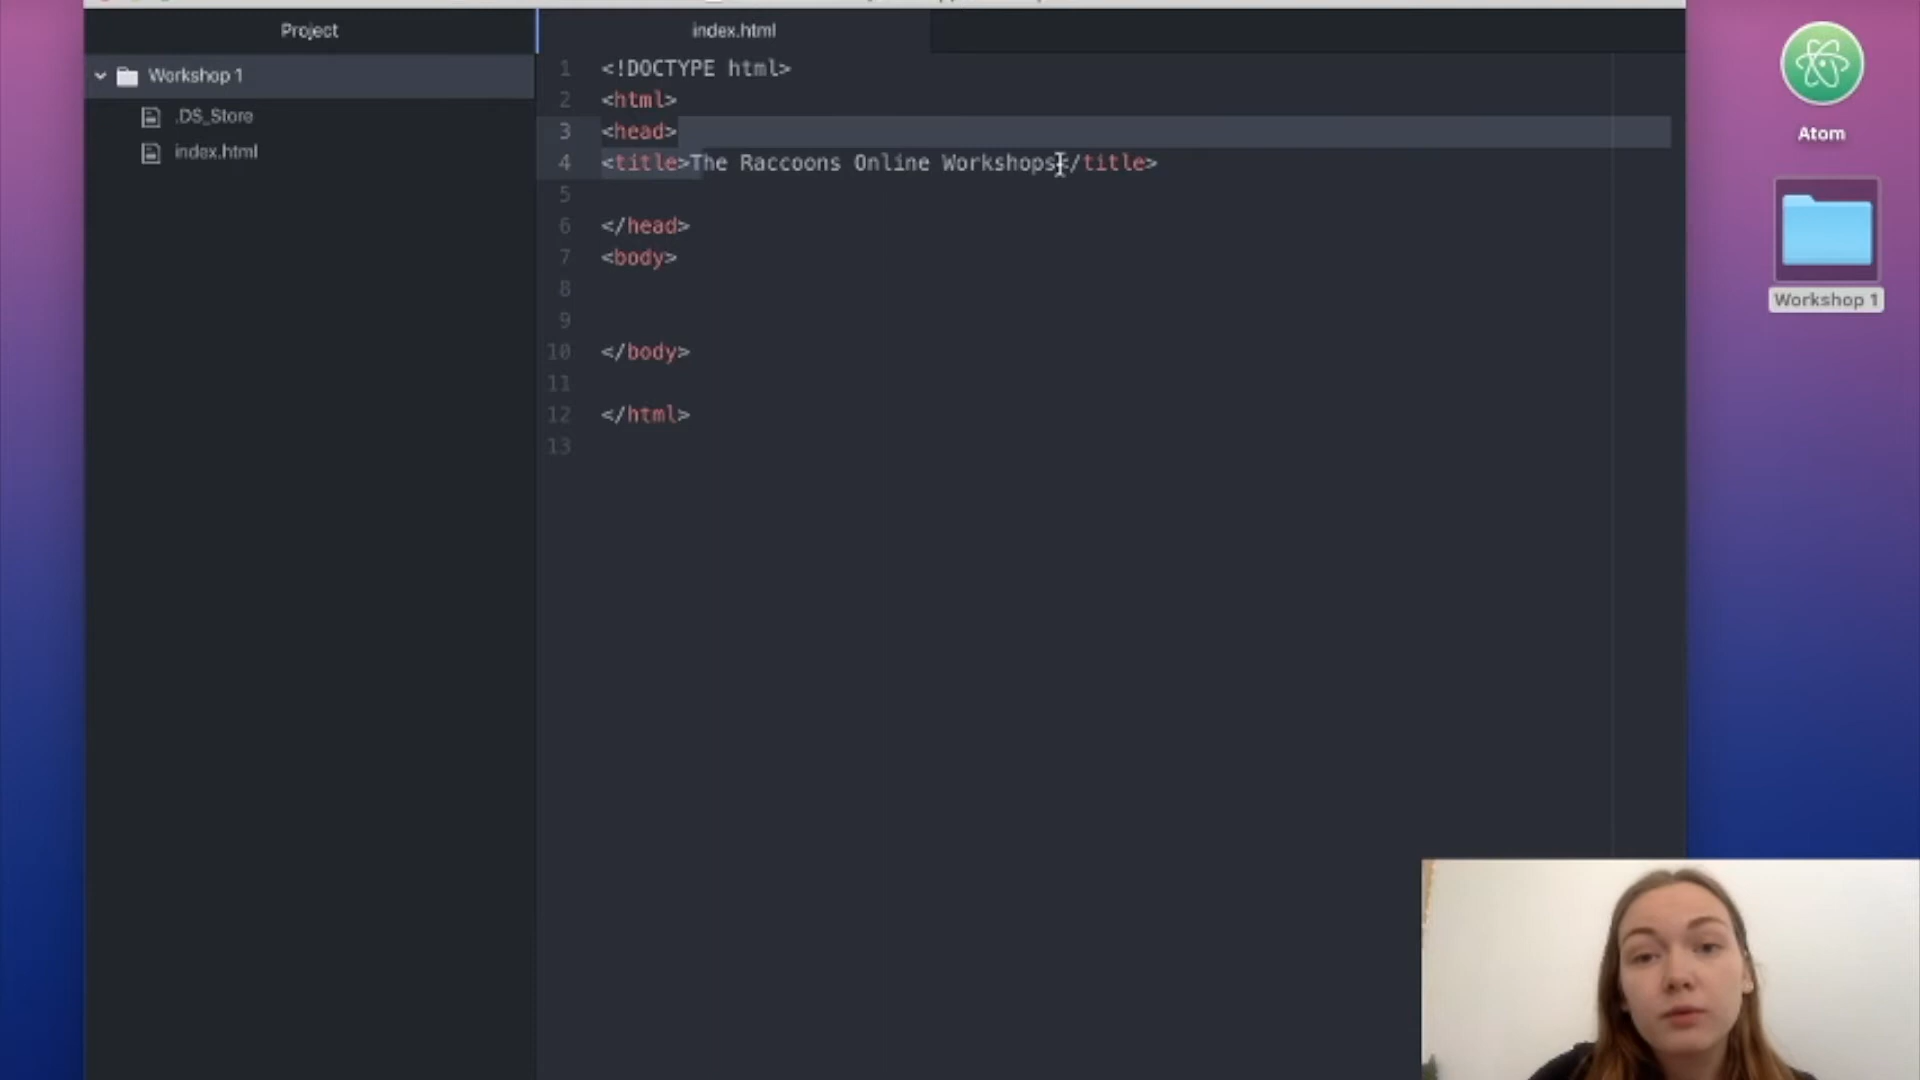 Project
index.html
Workshop 1
.DS_Store
index.html
1 <!DOCTYPE html>
2 <html>
3 <head>
4 <title>The Raccoons Online Workshops</title>
5
6 </head>
7 <body>
8
9
10 </body>
11
12 </html>
13
Atom
Workshop 1